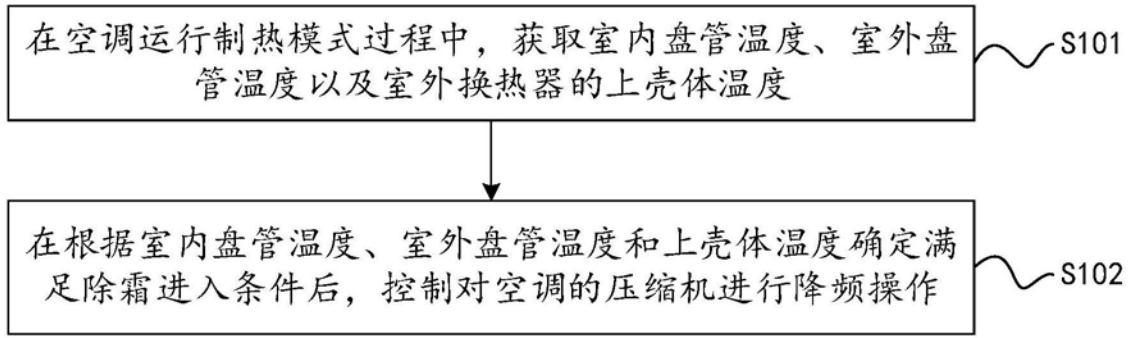 在空调运行制热模式过程中，获取室内盘管温度、室外盘
管温度以及室外换热器的上壳体温度
S101
在根据室内盘管温度、室外盘管温度和上壳体温度确定满
足除霜进入条件后，控制对空调的压缩机进行降频操作
S102